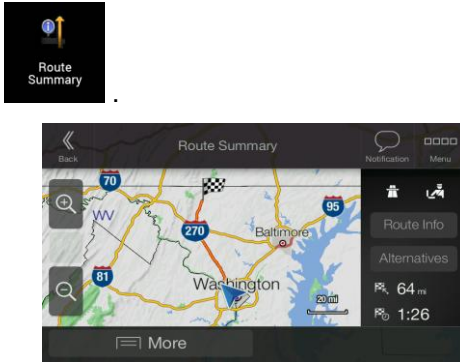 Route
Summary
.
Back
Route Summary
Notification
Menu
70
95
Route Info
270
Baltimore
WV
Alternatives
81
Washington
20 mi
64 mi
1:26
More